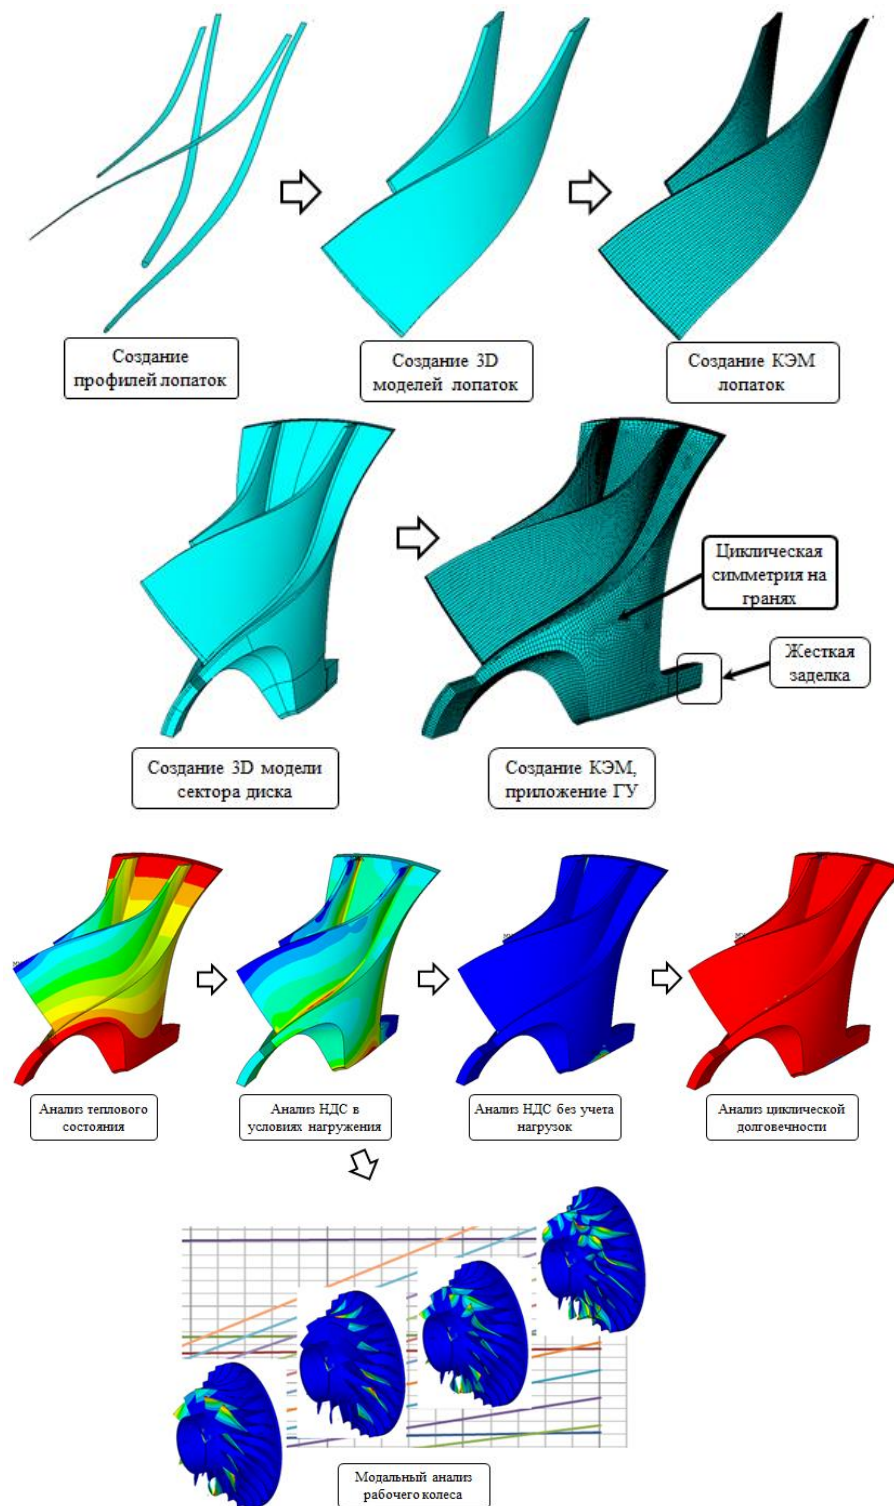 Создание
профилей лопаток
Создание 3D
моделей лопаток
Создание КЭМ
лопаток
Циклическая
симметрия на
гранях
Жесткая
заделка
Создание 3D модели
сектора диска
Создание КЭМ,
приложение ГУ
Анализ теплового
состояния
Анализ НДС в
условиях нагружения
Анализ НДС без учета
нагрузок
Анализ циклической
долговечности
Модальный анализ
рабочего колеса